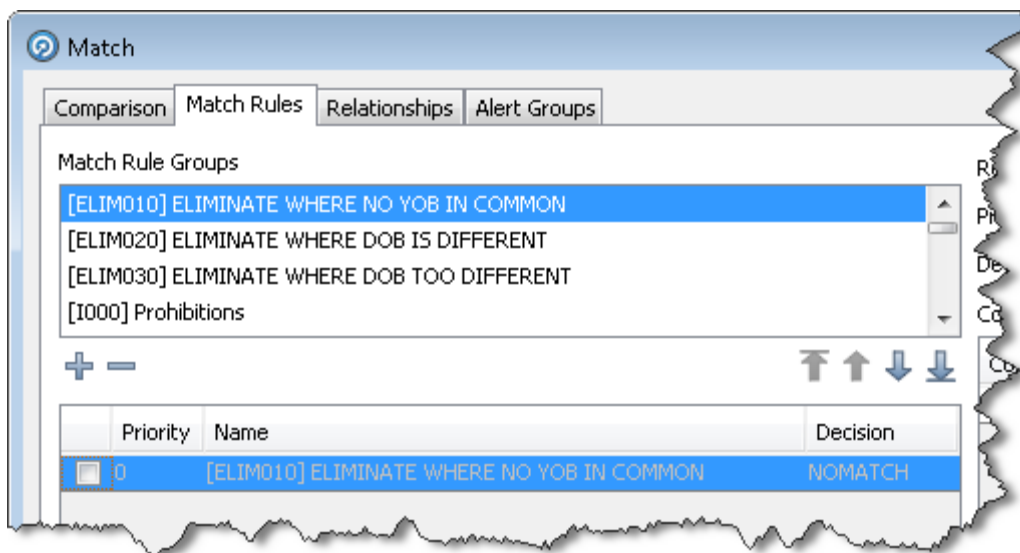 Match
Comparison Match Rules Relationships Alert Groups
Match Rule Groups
[ELIM010] ELIMINATE WHERE NO YOB IN COMMON
[ELIM020] ELIMINATE WHERE DOB IS DIFFERENT
[ELIM030] ELIMINATE WHERE DOB TOO DIFFERENT
[I000] Prohibitions
Priority Name Decision
0 [ELIM010] ELIMINATE WHERE NO YOB IN COMMON NOMATCH